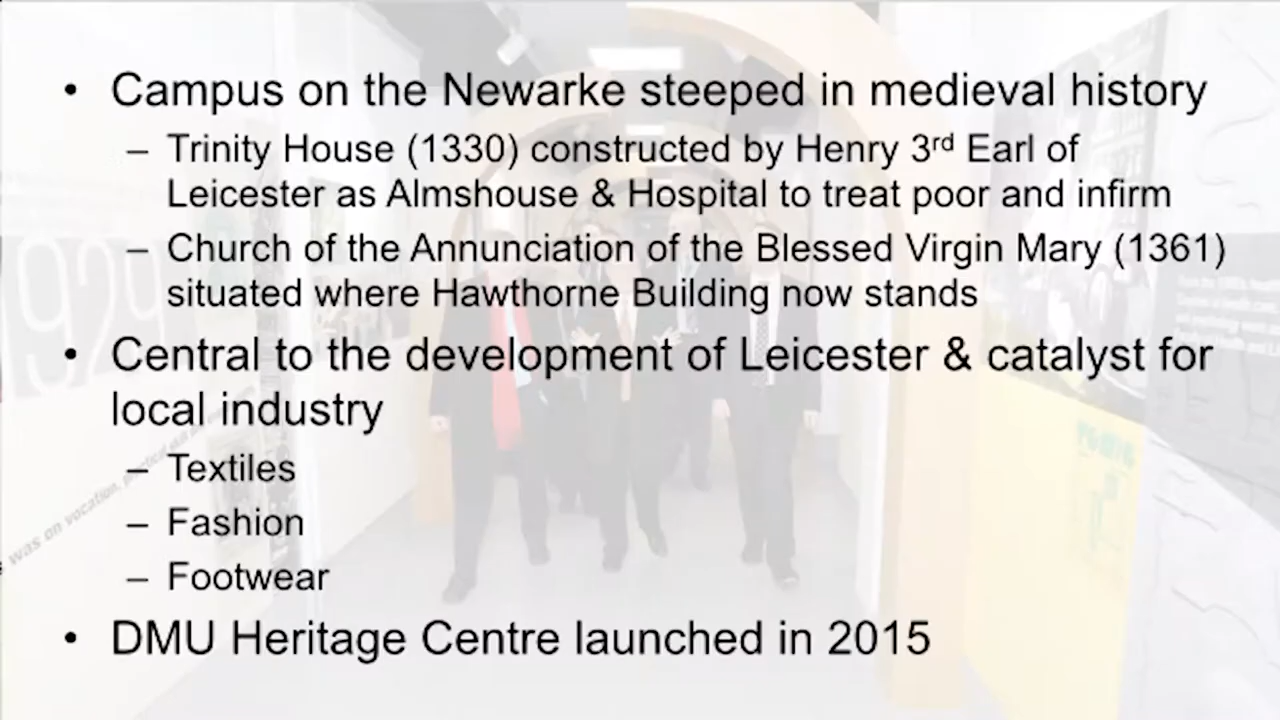 • Campus on the Newarke steeped in medieval history
– Trinity House (1330) constructed by Henry 3rd Earl of
Leicester as Almshouse & Hospital to treat poor and infirm
– Church of the Annunciation of the Blessed Virgin Mary (1361)
situated where Hawthorne Building now stands
• Central to the development of Leicester & catalyst for
local industry
– Textiles
– Fashion
– Footwear
• DMU Heritage Centre launched in 2015
was on vocation,